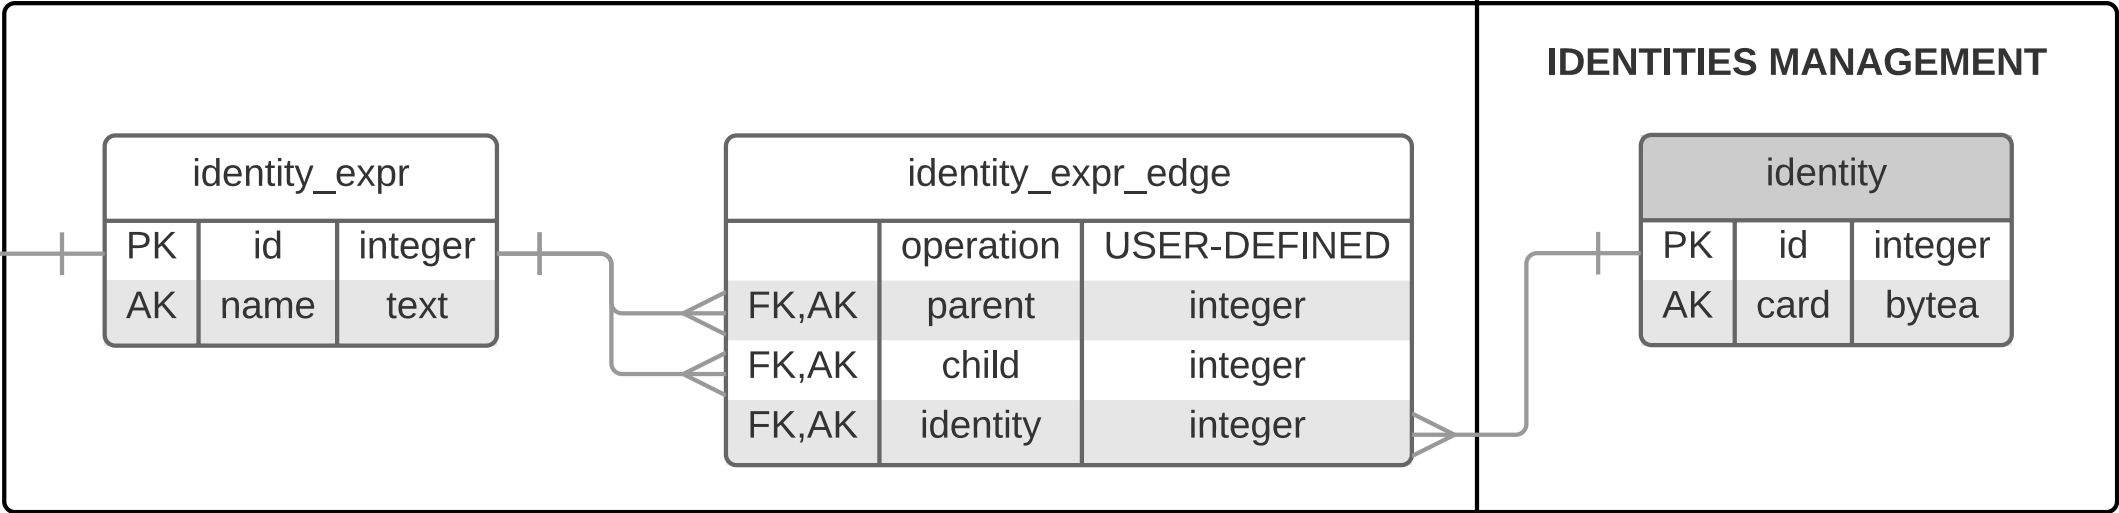 IDENTITIES MANAGEMENT
identity_expr
PK id integer
AK name text
identity_expr_edge
operation USER-DEFINED
FK,AK parent integer
FK,AK child integer
FK,AK identity integer
identity
PK id integer
AK card bytea